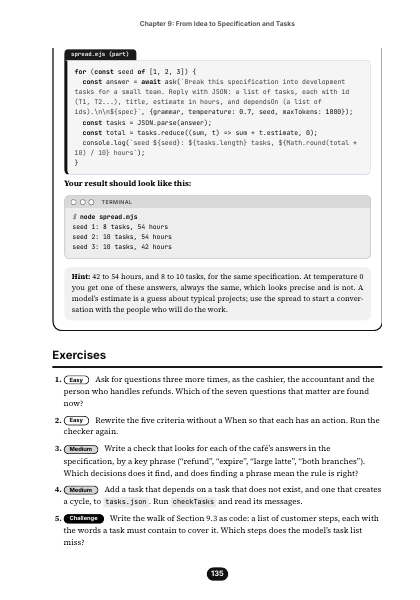 Chapter 9: From Idea to Specification and Tasks
spread.mjs (part)
for (const seed of [1, 2, 3]) {
  const answer = await ask(`Break this specification into development
tasks for a small team. Reply with JSON: a list of tasks, each with id
(T1, T2...), title, estimate in hours, and dependsOn (a list of
ids).\n\n${spec}`, {grammar, temperature: 0.7, seed, maxTokens: 1800});
  const tasks = JSON.parse(answer);
  const total = tasks.reduce((sum, t) => sum + t.estimate, 0);
  console.log(`seed ${seed}: ${tasks.length} tasks, ${Math.round(total *
10) / 10} hours`);
}
Your result should look like this:
TERMINAL
$ node spread.mjs
seed 1: 8 tasks, 54 hours
seed 2: 10 tasks, 54 hours
seed 3: 10 tasks, 42 hours
Hint: 42 to 54 hours, and 8 to 10 tasks, for the same specification. At temperature 0
you get one of these answers, always the same, which looks precise and is not. A
model's estimate is a guess about typical projects; use the spread to start a conver-
sation with the people who will do the work.
Exercises
1. Easy Ask for questions three more times, as the cashier, the accountant and the
person who handles refunds. Which of the seven questions that matter are found
now?
2. Easy Rewrite the five criteria without a When so that each has an action. Run the
checker again.
3. Medium Write a check that looks for each of the café's answers in the
specification, by a key phrase ("refund", "expire", "large latte", "both branches").
Which decisions does it find, and does finding a phrase mean the rule is right?
4. Medium Add a task that depends on a task that does not exist, and one that creates
a cycle, to tasks.json. Run checkTasks and read its messages.
5. Challenge Write the walk of Section 9.3 as code: a list of customer steps, each with
the words a task must contain to cover it. Which steps does the model's task list
miss?
135